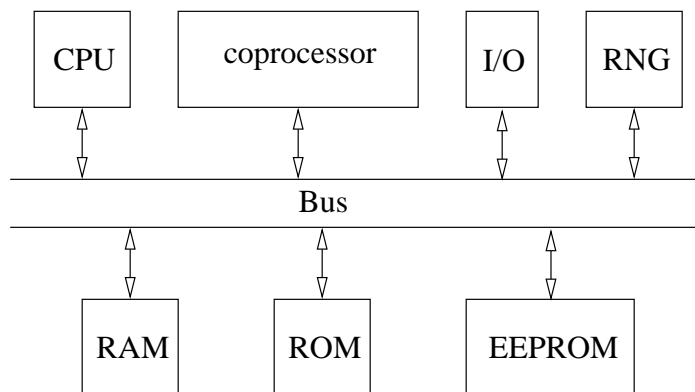 CPU
coprocessor
I/O
RNG
Bus
RAM
ROM
EEPROM